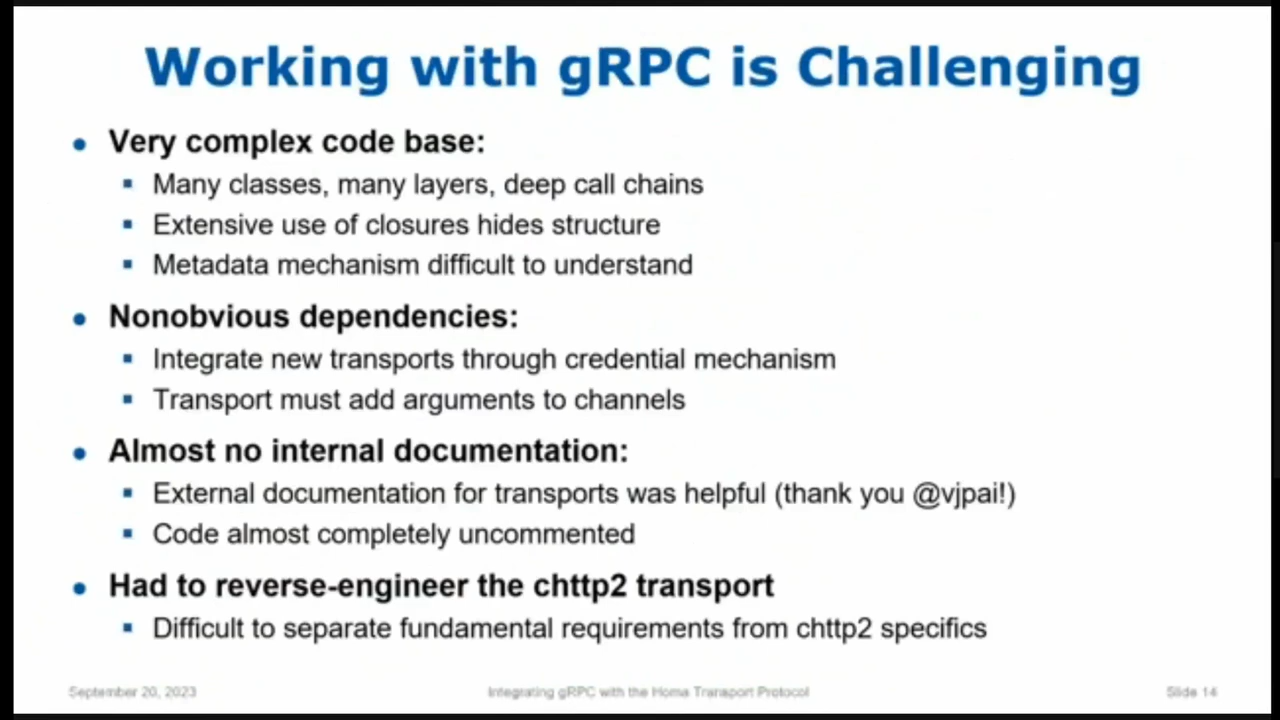 Working with gRPC is Challenging
• Very complex code base:
▪ Many classes, many layers, deep call chains
▪ Extensive use of closures hides structure
▪ Metadata mechanism difficult to understand
• Nonobvious dependencies:
▪ Integrate new transports through credential mechanism
▪ Transport must add arguments to channels
• Almost no internal documentation:
▪ External documentation for transports was helpful (thank you @vjpai!)
▪ Code almost completely uncommented
• Had to reverse-engineer the chttp2 transport
▪ Difficult to separate fundamental requirements from chttp2 specifics
September 20, 2023 Integrating gRPC with the Homa Transport Protocol Slide 14